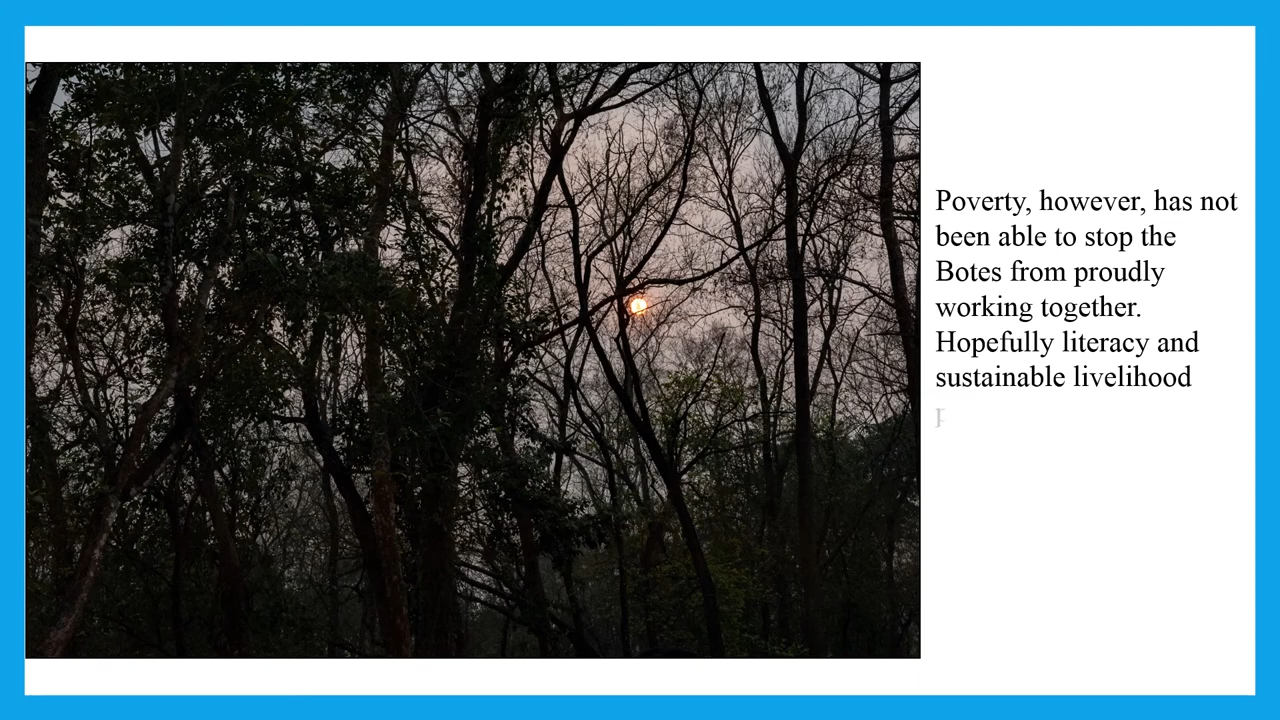 Poverty, however, has not
been able to stop the
Botes from proudly
working together.
Hopefully literacy and
sustainable livelihood